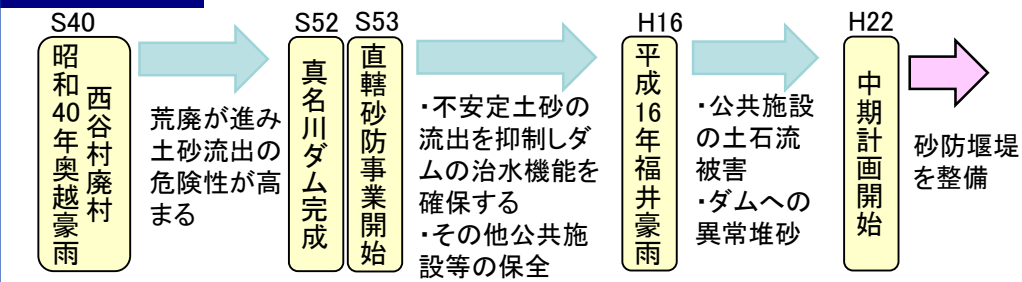 S40
昭和40年奥越豪雨
西谷村廃村
荒廃が進み
土砂流出の
危険性が高
まる
S52
真名川ダム完成
S53
直轄砂防事業開始
・不安定土砂の
流出を抑制しダ
ムの治水機能を
確保する
・その他公共施
設等の保全
H16
平成16年福井豪雨
・公共施設
の土石流
被害
・ダムへの
異常堆砂
H22
中期計画開始
砂防堰堤
を整備